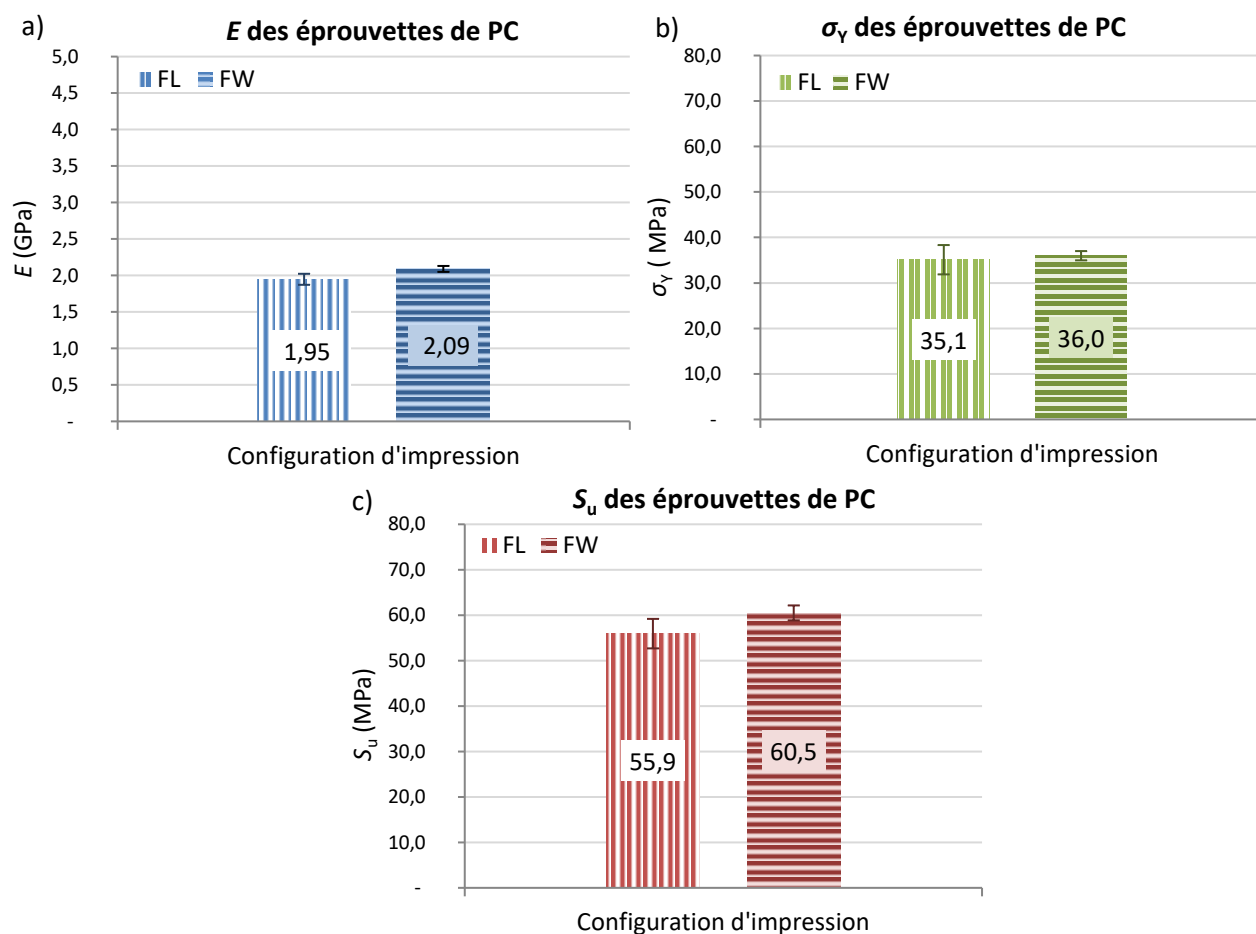 a)
E des éprouvettes de PC
5,0
4,5
4,0
3,5
3,0
2,5
2,0
1,5
1,0
0,5
-
E (GPa)
FL FW
1,95
2,09
Configuration d'impression
b)
σY des éprouvettes de PC
80,0
70,0
60,0
50,0
40,0
30,0
20,0
10,0
-
σY ( MPa)
FL FW
35,1
36,0
Configuration d'impression
c)
Su des éprouvettes de PC
80,0
70,0
60,0
50,0
40,0
30,0
20,0
10,0
-
Su (MPa)
FL FW
55,9
60,5
Configuration d'impression